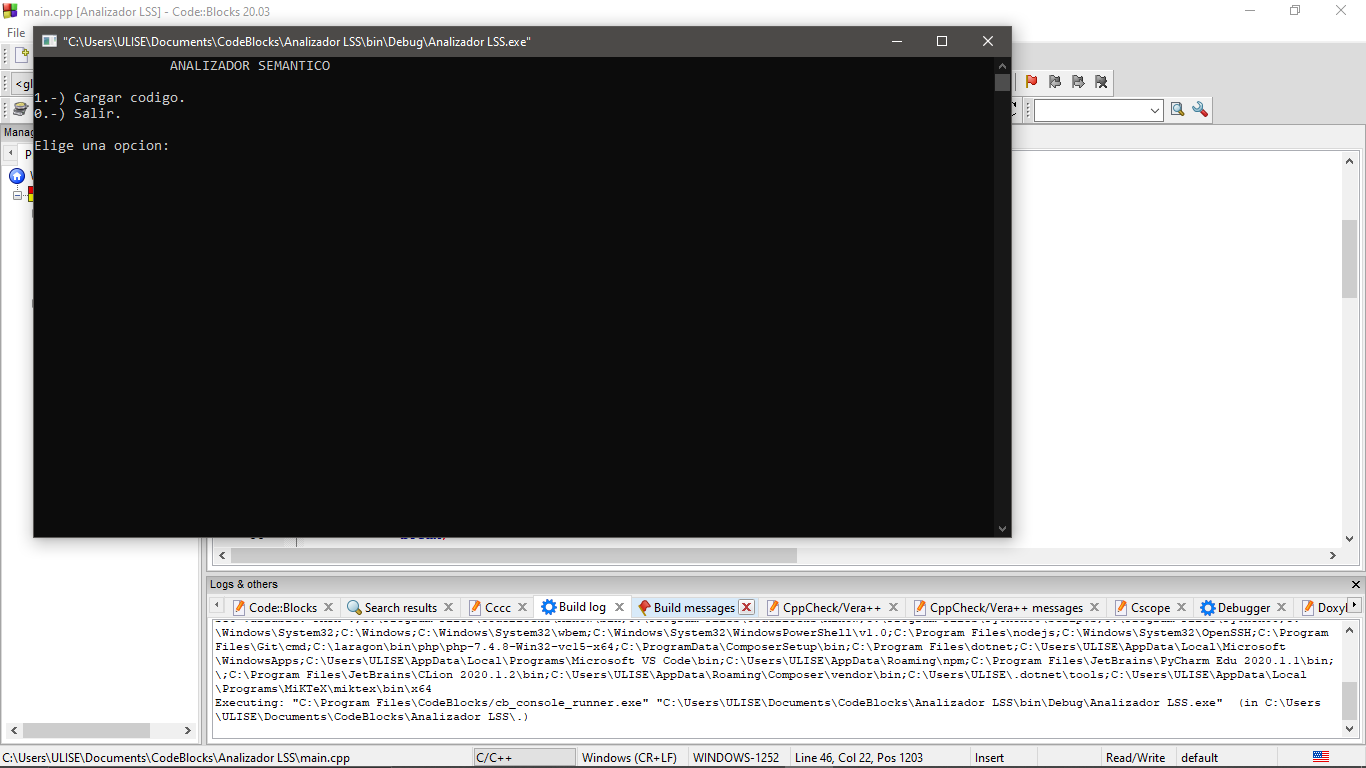 main.cpp [Analizador LSS] - Code::Blocks 20.03
File
"C:\Users\ULISE\Documents\CodeBlocks\Analizador LSS\bin\Debug\Analizador LSS.exe"
ANALIZADOR SEMANTICO
1.-) Cargar codigo.
0.-) Salir.
Elige una opcion:
<gl
Manag
P
Logs & others
Code::Blocks
Search results
Cccc
Build log
Build messages
CppCheck/Vera++
CppCheck/Vera++ messages
Cscope
Debugger
Doxyl
\Windows\System32;C:\Windows;C:\Windows\System32\wbem;C:\Windows\System32\WindowsPowerShell\v1.0;C:\Program Files\nodejs;C:\Windows\System32\OpenSSH;C:\Program
Files\Git\cmd;C:\laragon\bin\php\php-7.4.8-Win32-vc15-x64;C:\ProgramData\ComposerSetup\bin;C:\Program Files\dotnet;C:\Users\ULISE\AppData\Local\Microsoft
\WindowsApps;C:\Users\ULISE\AppData\Local\Programs\Microsoft VS Code\bin;C:\Users\ULISE\AppData\Roaming\npm;C:\Program Files\JetBrains\PyCharm Edu 2020.1.1\bin;
\;C:\Program Files\JetBrains\CLion 2020.1.2\bin;C:\Users\ULISE\AppData\Roaming\Composer\vendor\bin;C:\Users\ULISE\.dotnet\tools;C:\Users\ULISE\AppData\Local
\Programs\MiKTeX\miktex\bin\x64
Executing: "C:\Program Files\CodeBlocks/cb_console_runner.exe" "C:\Users\ULISE\Documents\CodeBlocks\Analizador LSS\bin\Debug\Analizador LSS.exe"  (in C:\Users
\ULISE\Documents\CodeBlocks\Analizador LSS\.)
C:\Users\ULISE\Documents\CodeBlocks\Analizador LSS\main.cpp
C/C++
Windows (CR+LF)
WINDOWS-1252
Line 46, Col 22, Pos 1203
Insert
Read/Write
default